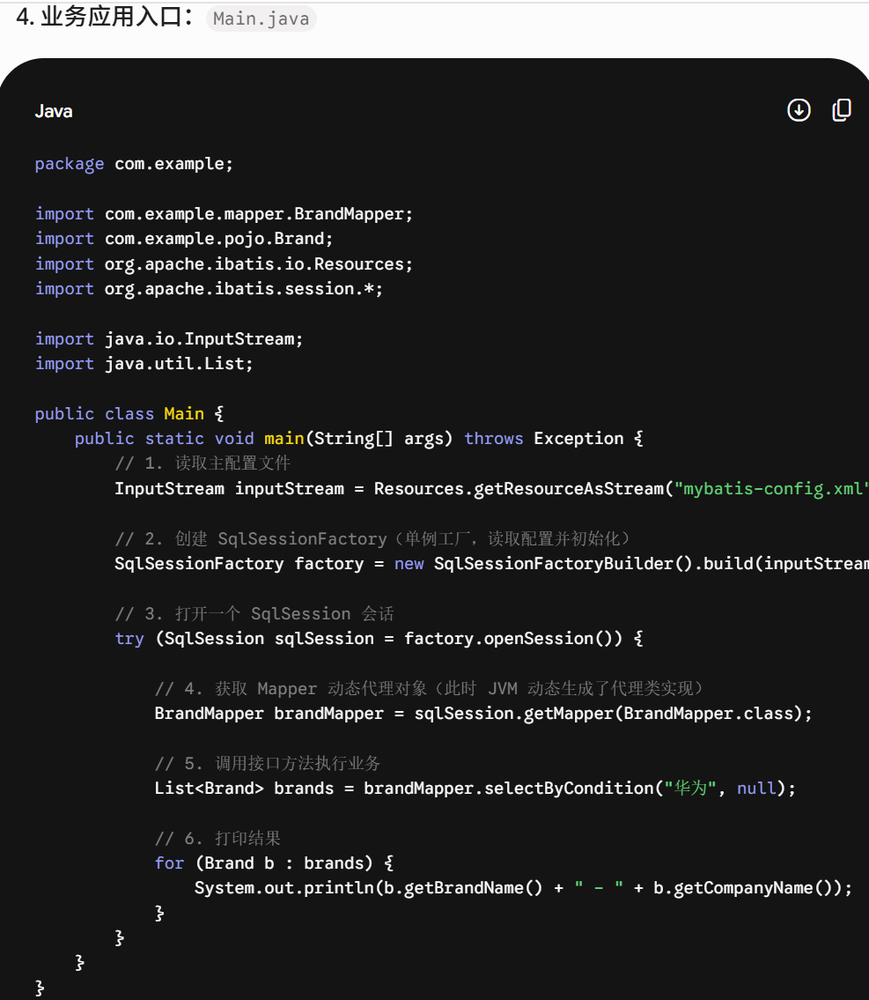 4. 业务应用入口： Main.java
Java
package com.example;
import com.example.mapper.BrandMapper;
import com.example.pojo.Brand;
import org.apache.ibatis.io.Resources;
import org.apache.ibatis.session.*;
import java.io.InputStream;
import java.util.List;
public class Main {
    public static void main(String[] args) throws Exception {
        // 1. 读取主配置文件
        InputStream inputStream = Resources.getResourceAsStream("mybatis-config.xml"
        // 2. 创建 SqlSessionFactory（单例工厂，读取配置并初始化）
        SqlSessionFactory factory = new SqlSessionFactoryBuilder().build(inputStream
        // 3. 打开一个 SqlSession 会话
        try (SqlSession sqlSession = factory.openSession()) {
            // 4. 获取 Mapper 动态代理对象（此时 JVM 动态生成了代理类实现）
            BrandMapper brandMapper = sqlSession.getMapper(BrandMapper.class);
            // 5. 调用接口方法执行业务
            List<Brand> brands = brandMapper.selectByCondition("华为", null);
            // 6. 打印结果
            for (Brand b : brands) {
                System.out.println(b.getBrandName() + " - " + b.getCompanyName());
            }
        }
    }
}